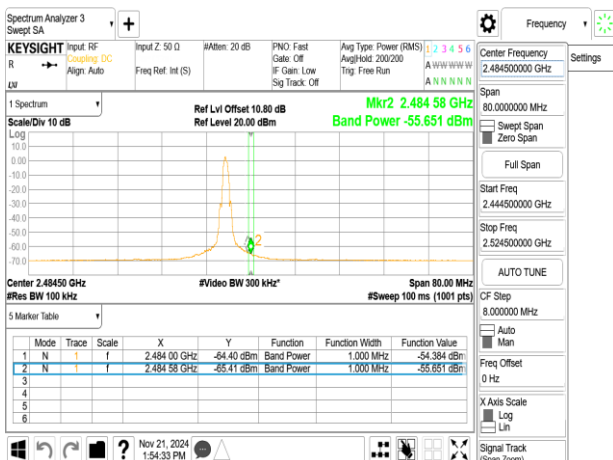 Spectrum Analyzer 3
Swept SA
Frequency
Settings
KEYSIGHT
R
Input: RF
Coupling: DC
Align: Auto
Input Z: 50 Ω
Freq Ref: Int (S)
#Atten: 20 dB
PNO: Fast
Gate: Off
IF Gain: Low
Sig Track: Off
Avg Type: Power (RMS)
Avg|Hold: 200/200
Trig: Free Run
1 2 3 4 5 6
A W W W W W
A N N N N N
1 Spectrum
Scale/Div 10 dB
Ref Lvl Offset 10.80 dB
Ref Level 20.00 dBm
Mkr2 2.484 58 GHz
Band Power -55.651 dBm
Log
10.0
0.00
-10.0
-20.0
-30.0
-40.0
-50.0
-60.0
-70.0
2
Center 2.48450 GHz
#Res BW 100 kHz
#Video BW 300 kHz*
Span 80.00 MHz
#Sweep 100 ms (1001 pts)
5 Marker Table
Mode Trace Scale X Y Function Function Width Function Value
1 N 1 f 2.484 00 GHz -64.40 dBm Band Power 1.000 MHz -54.384 dBm
2 N 1 f 2.484 58 GHz -65.41 dBm Band Power 1.000 MHz -55.651 dBm
3
4
5
6
Nov 21, 2024
1:54:33 PM
Center Frequency
2.484500000 GHz
Span
80.0000000 MHz
Swept Span
Zero Span
Full Span
Start Freq
2.444500000 GHz
Stop Freq
2.524500000 GHz
AUTO TUNE
CF Step
8.000000 MHz
Auto
Man
Freq Offset
0 Hz
X Axis Scale
Log
Lin
Signal Track
(Span Zoom)